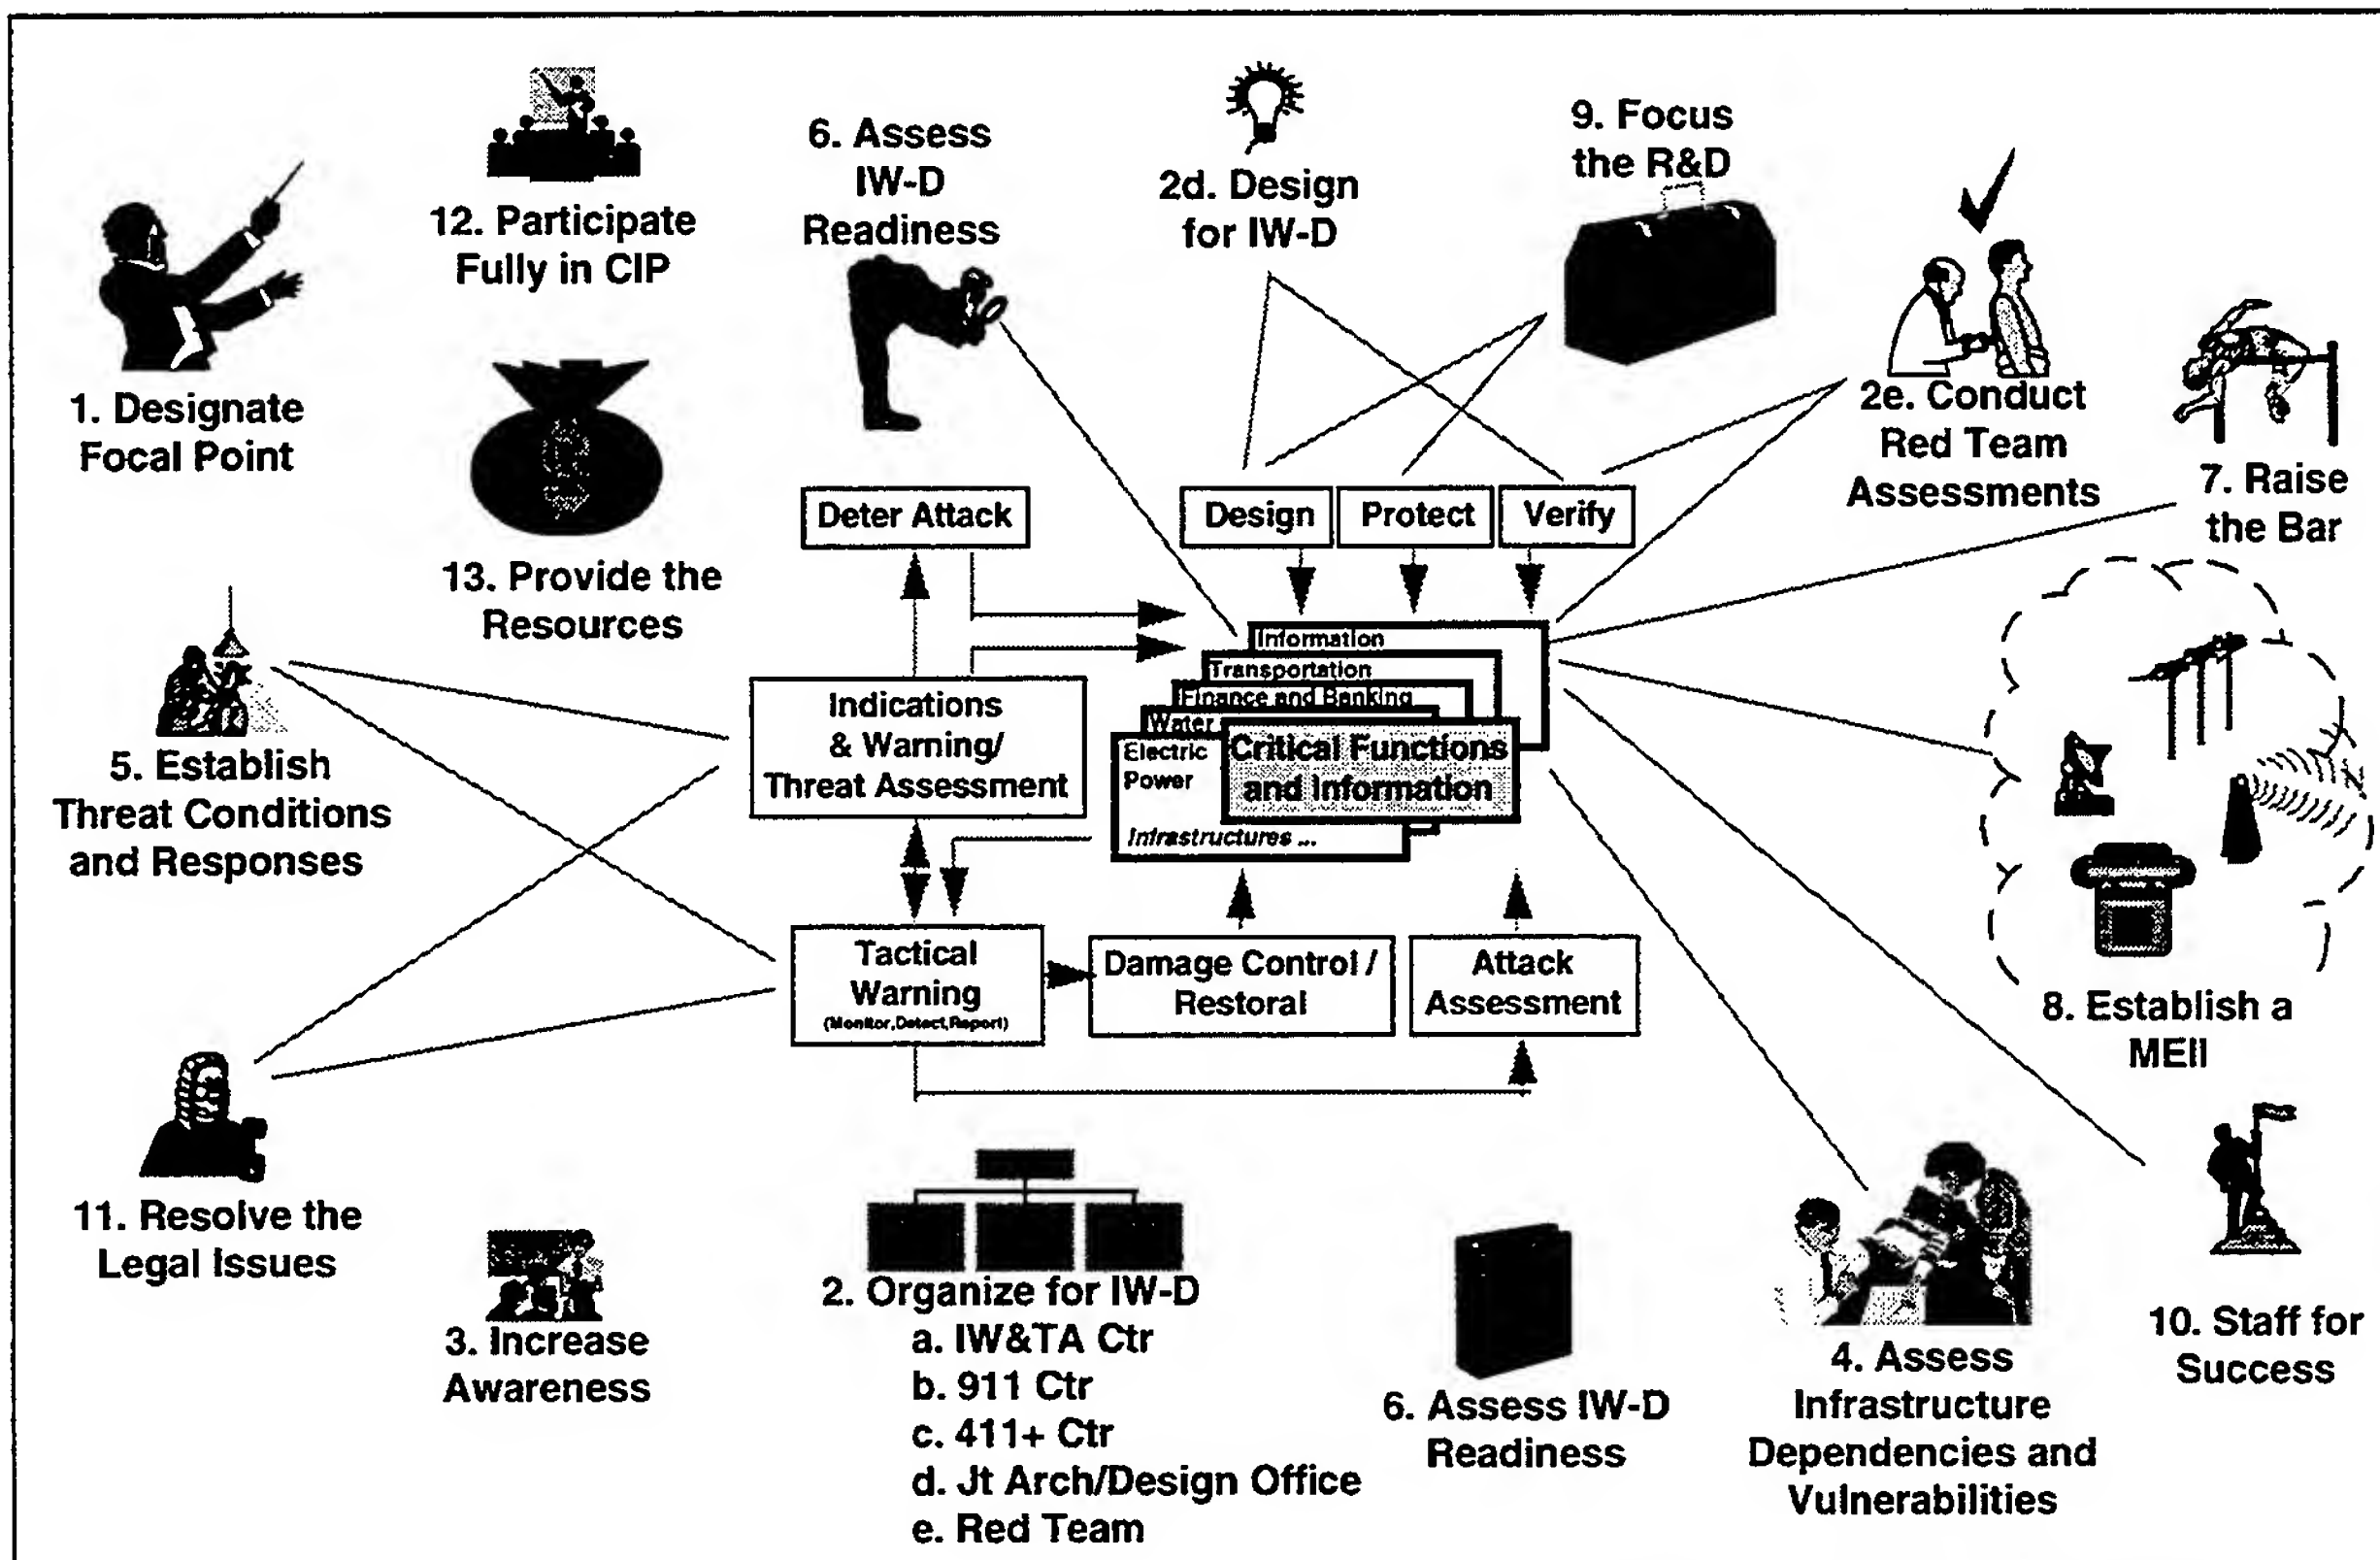 12. Participate
Fully in CIP
6. Assess
IW-D
Readiness
2d. Design
for IW-D
9. Focus
the R&D
1. Designate
Focal Point
13. Provide the
Resources
2e. Conduct
Red Team
Assessments
7. Raise
the Bar
Deter Attack
Design
Protect
Verify
5. Establish
Threat Conditions
and Responses
Indications
& Warning/
Threat Assessment
Information
Transportation
Finance and Banking
Water
Electric
Power
Critical Functions
and Information
Infrastructures ...
Tactical
Warning
(Monitor,Detect,Report)
Damage Control /
Restoral
Attack
Assessment
8. Establish a
MEII
11. Resolve the
Legal Issues
3. Increase
Awareness
2. Organize for IW-D
a. IW&TA Ctr
b. 911 Ctr
c. 411+ Ctr
d. Jt Arch/Design Office
e. Red Team
6. Assess IW-D
Readiness
4. Assess
Infrastructure
Dependencies and
Vulnerabilities
10. Staff for
Success